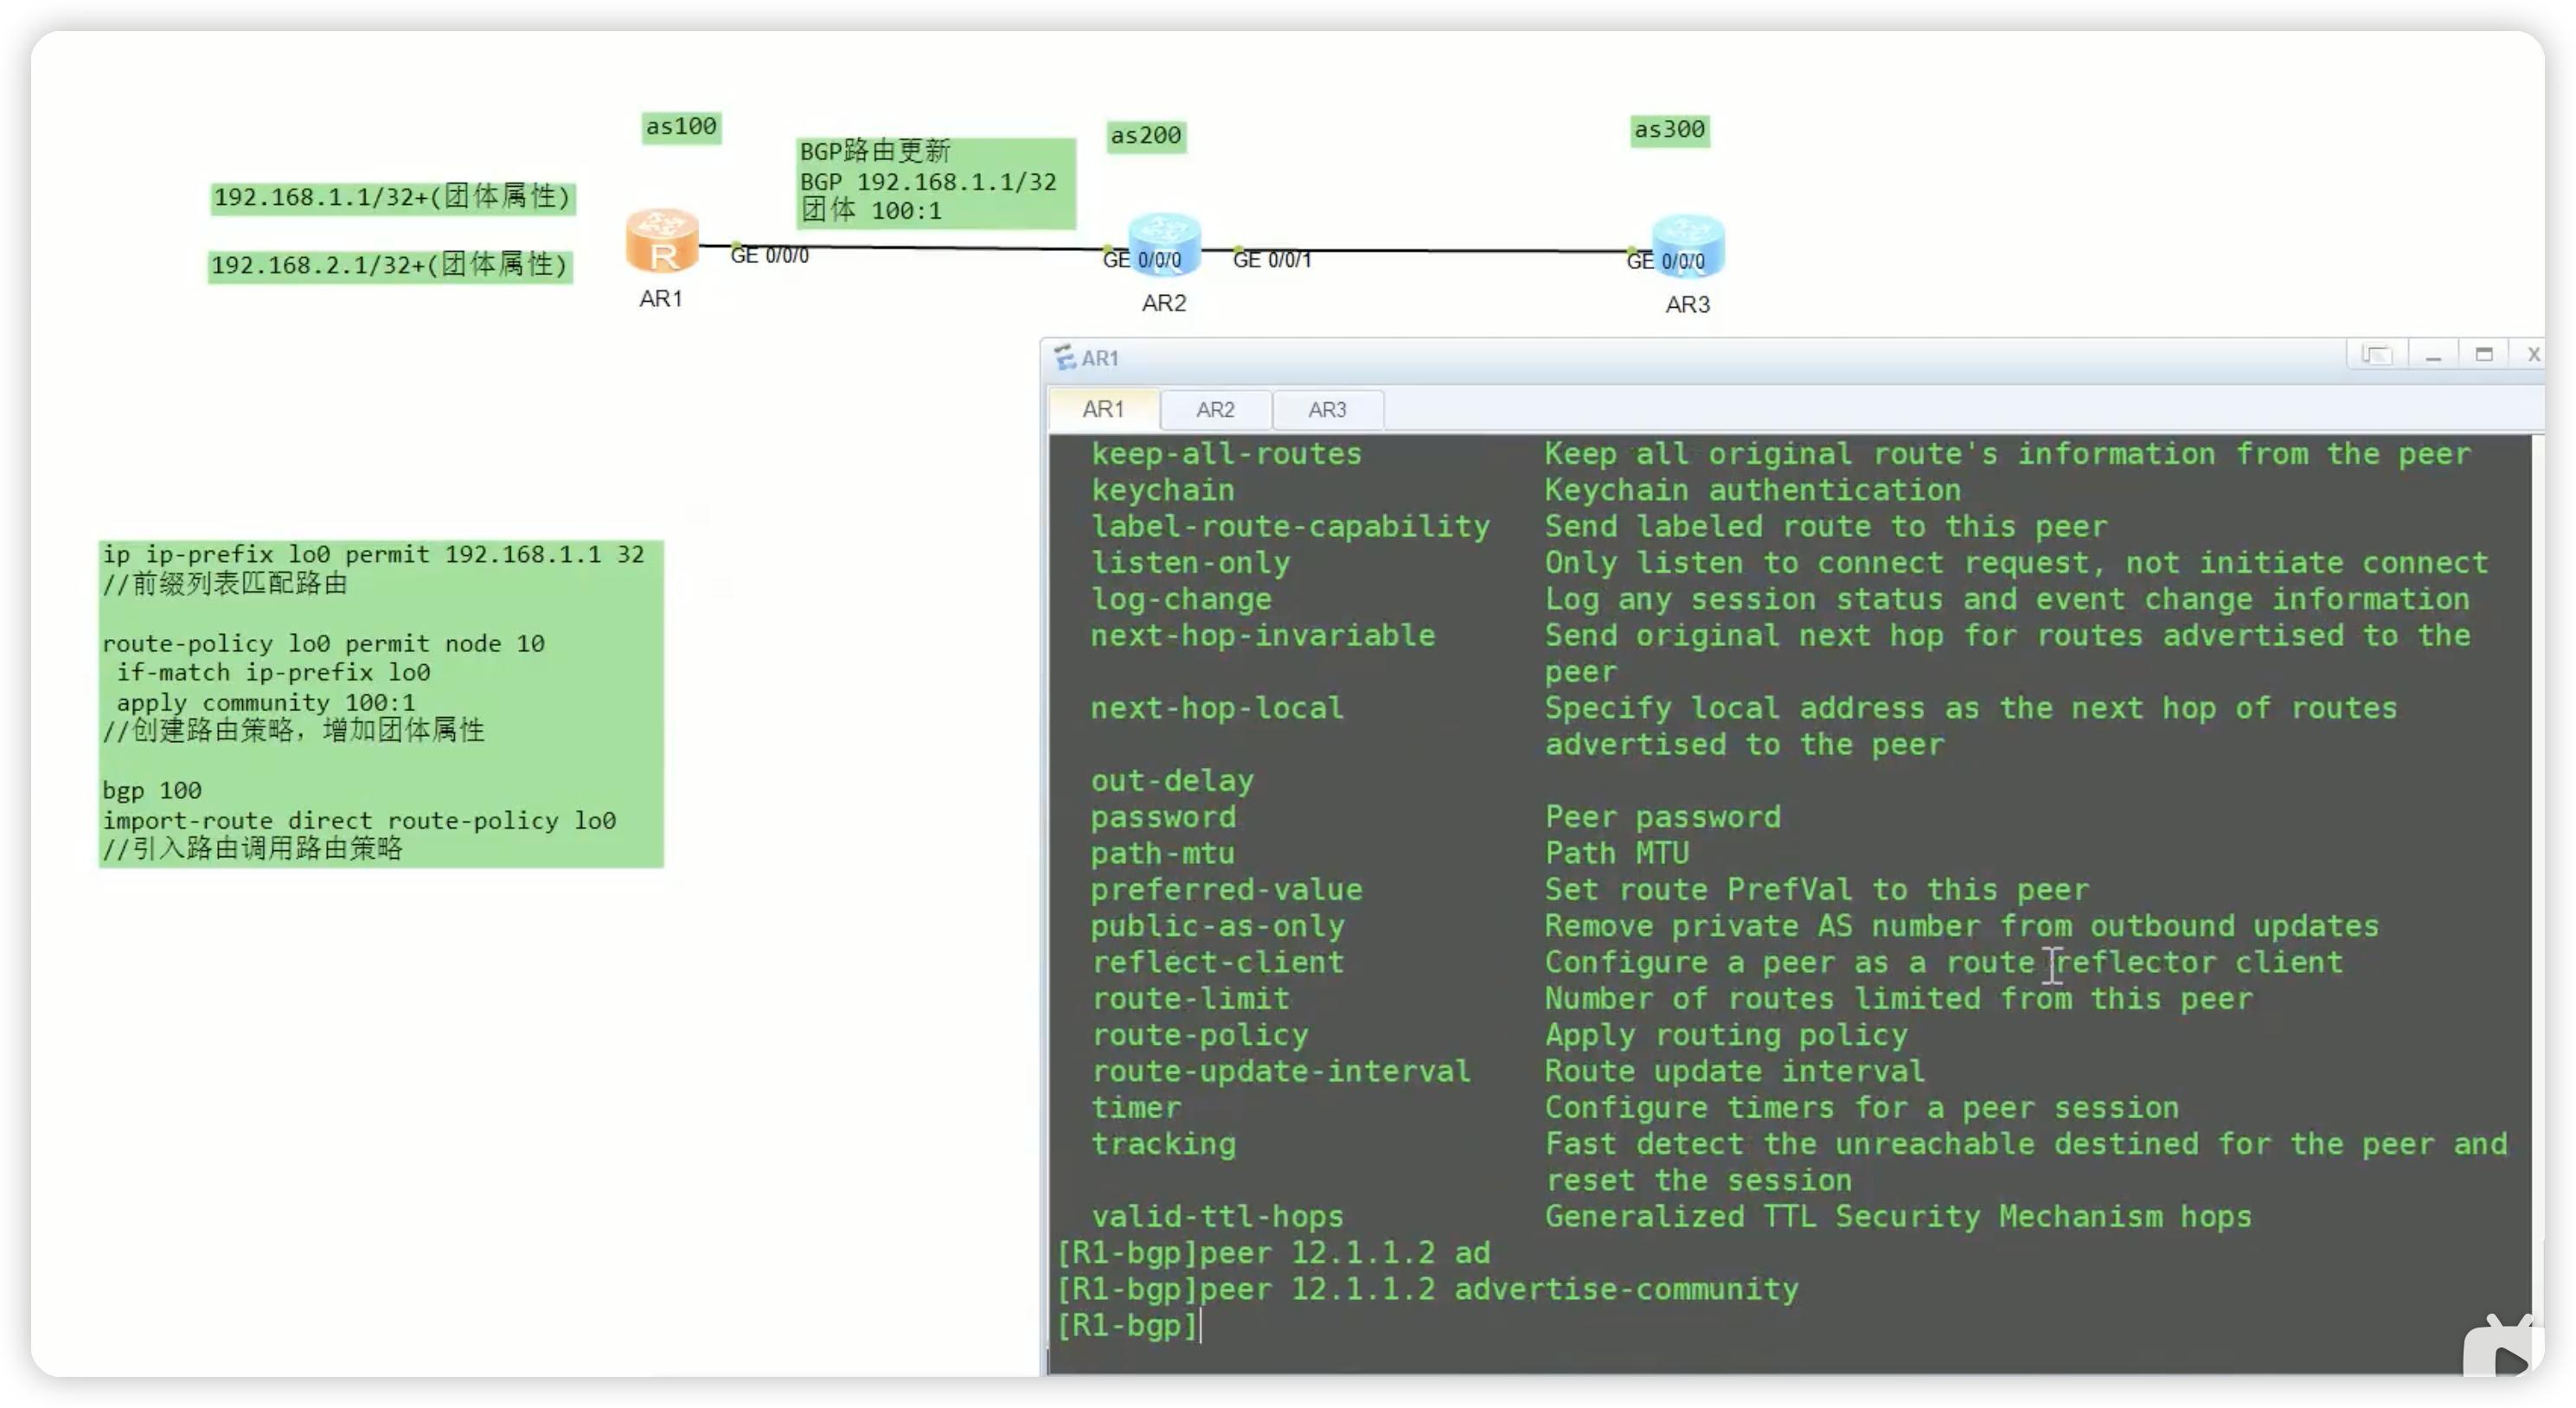 as100
BGP路由更新
BGP 192.168.1.1/32
团体 100:1
as200
as300
192.168.1.1/32+(团体属性)
192.168.2.1/32+(团体属性)
R
GE 0/0/0
GE 0/0/0
GE 0/0/1
GE 0/0/0
AR1
AR2
AR3
ip ip-prefix lo0 permit 192.168.1.1 32
//前缀列表匹配路由
route-policy lo0 permit node 10
if-match ip-prefix lo0
apply community 100:1
//创建路由策略，增加团体属性
bgp 100
import-route direct route-policy lo0
//引入路由调用路由策略
AR1
AR1 AR2 AR3
keep-all-routes Keep all original route's information from the peer
keychain Keychain authentication
label-route-capability Send labeled route to this peer
listen-only Only listen to connect request, not initiate connect
log-change Log any session status and event change information
next-hop-invariable Send original next hop for routes advertised to the
peer
next-hop-local Specify local address as the next hop of routes
advertised to the peer
out-delay
password Peer password
path-mtu Path MTU
preferred-value Set route PrefVal to this peer
public-as-only Remove private AS number from outbound updates
reflect-client Configure a peer as a route reflector client
route-limit Number of routes limited from this peer
route-policy Apply routing policy
route-update-interval Route update interval
timer Configure timers for a peer session
tracking Fast detect the unreachable destined for the peer and
reset the session
valid-ttl-hops Generalized TTL Security Mechanism hops
[R1-bgp]peer 12.1.1.2 ad
[R1-bgp]peer 12.1.1.2 advertise-community
[R1-bgp]